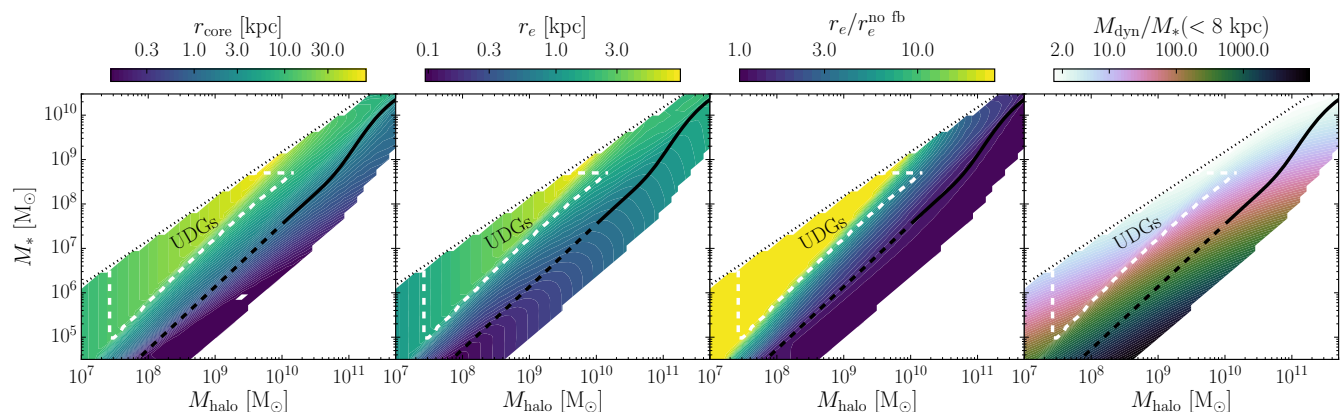 r_core [kpc]
0.3 1.0 3.0 10.0 30.0
r_e [kpc]
0.1 0.3 1.0 3.0
r_e/r_e^no fb
1.0 3.0 10.0
M_dyn/M_*(< 8 kpc)
2.0 10.0 100.0 1000.0
M_* [M_⊙]
10^10
10^9
10^8
10^7
10^6
10^5
UDGs
UDGs
UDGs
UDGs
10^7 10^8 10^9 10^10 10^11
10^7 10^8 10^9 10^10 10^11
10^7 10^8 10^9 10^10 10^11
10^7 10^8 10^9 10^10 10^11
M_halo [M_⊙]
M_halo [M_⊙]
M_halo [M_⊙]
M_halo [M_⊙]